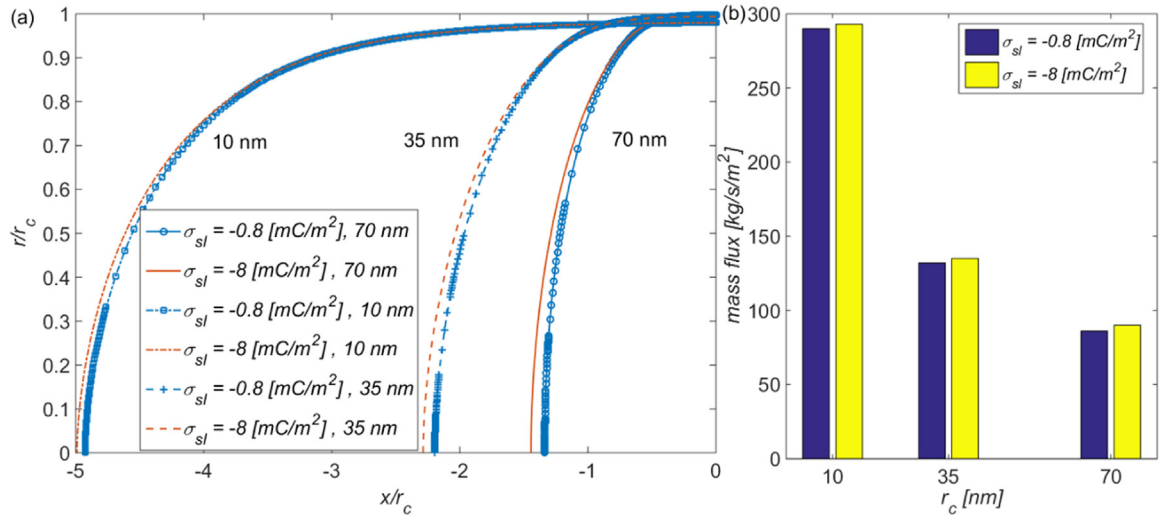 (a)
1
0.9
0.8
0.7
0.6
0.5
0.4
0.3
0.2
0.1
0
r/r_c
10 nm
35 nm
70 nm
σ_sl = -0.8 [mC/m²], 70 nm
σ_sl = -8 [mC/m²] , 70 nm
σ_sl = -0.8 [mC/m²], 10 nm
σ_sl = -8 [mC/m²] , 10 nm
σ_sl = -0.8 [mC/m²], 35 nm
σ_sl = -8 [mC/m²] , 35 nm
-5 -4 -3 -2 -1 0
x/r_c
(b)
300
250
200
150
100
50
0
mass flux [kg/s/m²]
σ_sl = -0.8 [mC/m²]
σ_sl = -8 [mC/m²]
10 35 70
r_c [nm]